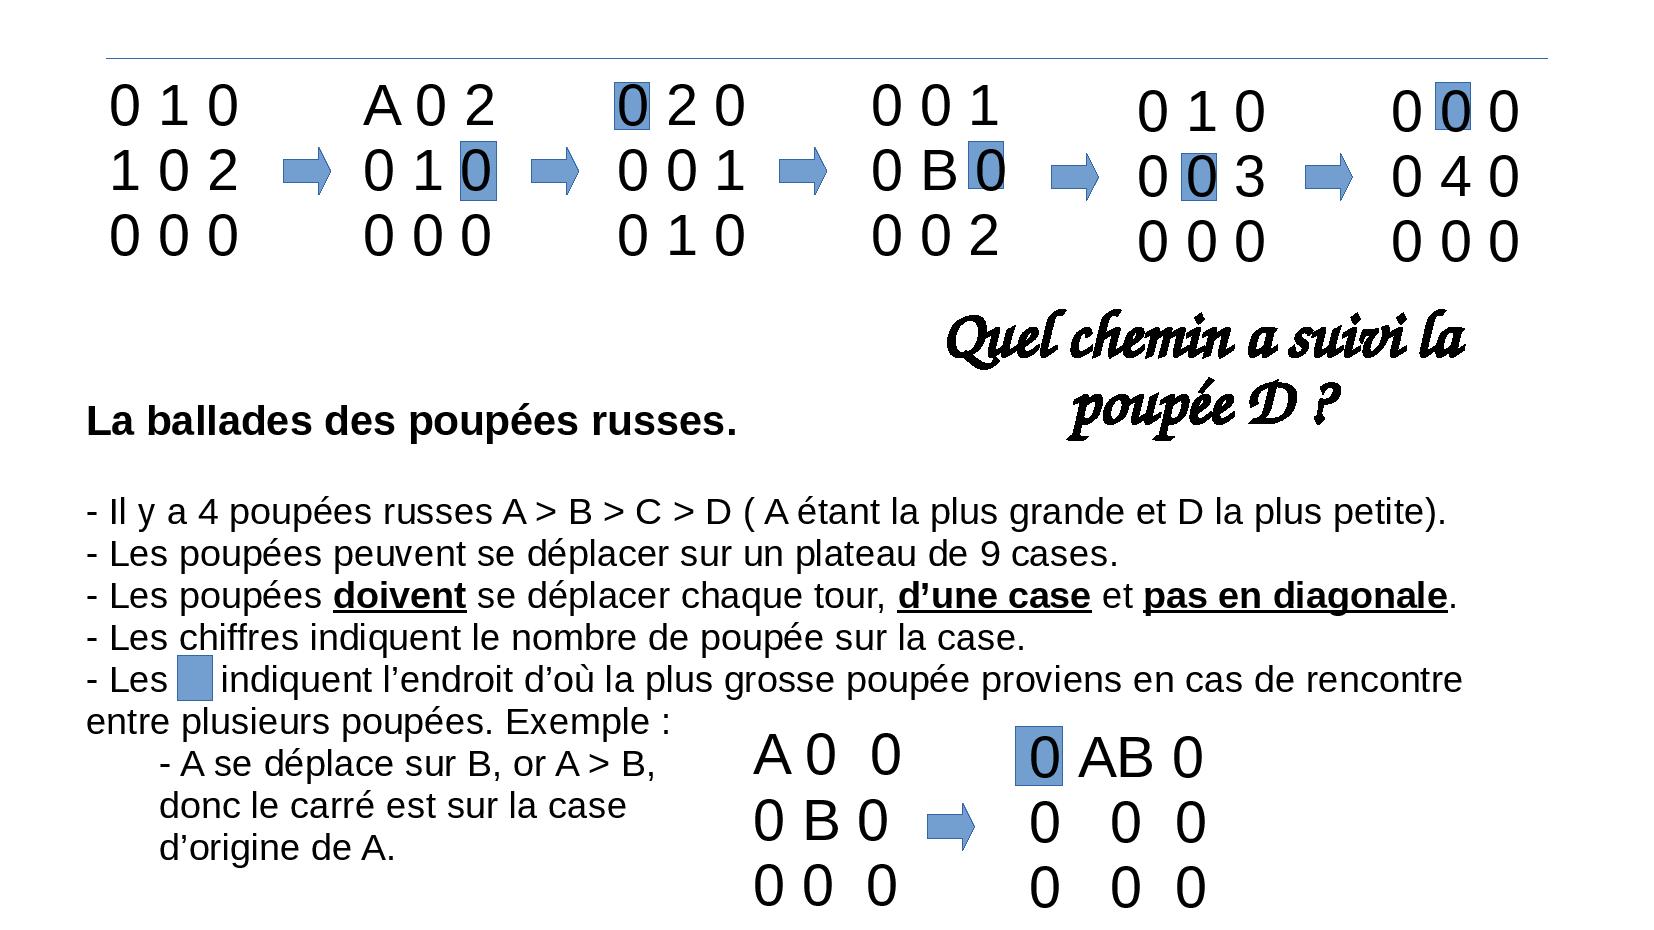 0 1 0 A 0 2 0 2 0 0 0 1 0 1 0 0 0 0
1 0 2 0 1 0 0 0 1 0 B 0 0 0 3 0 4 0
0 0 0 0 0 0 0 1 0 0 0 2 0 0 0 0 0 0
Quel chemin a suivi la
poupée D ?
La ballades des poupées russes.
- Il y a 4 poupées russes A > B > C > D ( A étant la plus grande et D la plus petite).
- Les poupées peuvent se déplacer sur un plateau de 9 cases.
- Les poupées doivent se déplacer chaque tour, d’une case et pas en diagonale.
- Les chiffres indiquent le nombre de poupée sur la case.
- Les indiquent l’endroit d’où la plus grosse poupée proviens en cas de rencontre
entre plusieurs poupées. Exemple :
- A se déplace sur B, or A > B,
donc le carré est sur la case
d’origine de A.
A 0 0 0 AB 0
0 B 0 0 0 0
0 0 0 0 0 0